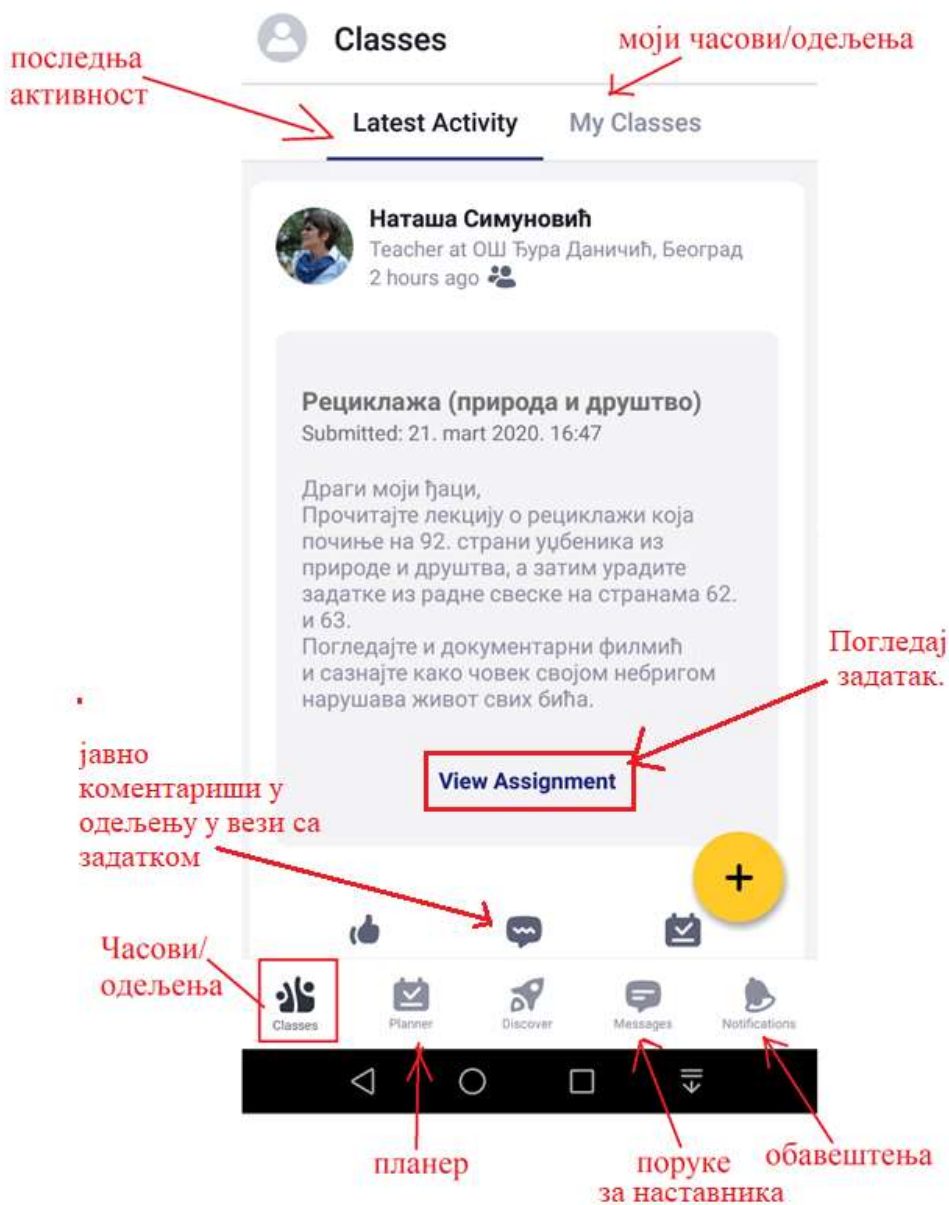 Classes
моји часови/одељења
последња
активност
Latest Activity
My Classes
Наташа Симуновић
Teacher at ОШ Ђура Даничић, Београд
2 hours ago
Рециклажа (природа и друштво)
Submitted: 21. mart 2020. 16:47
Драги моји ђаци,
Прочитајте лекцију о рециклажи која
почиње на 92. страни уџбеника из
природе и друштва, а затим урадите
задатке из радне свеске на странама 62.
и 63.
Погледајте и документарни филмић
и сазнајте како човек својом небригом
нарушава живот свих бића.
Погледај
задатак.
View Assignment
јавно
коментариши у
одељењу у вези са
задатком
Часови/
одељења
Classes
Planner
Discover
Messages
Notifications
планер
поруке
за наставника
обавештења